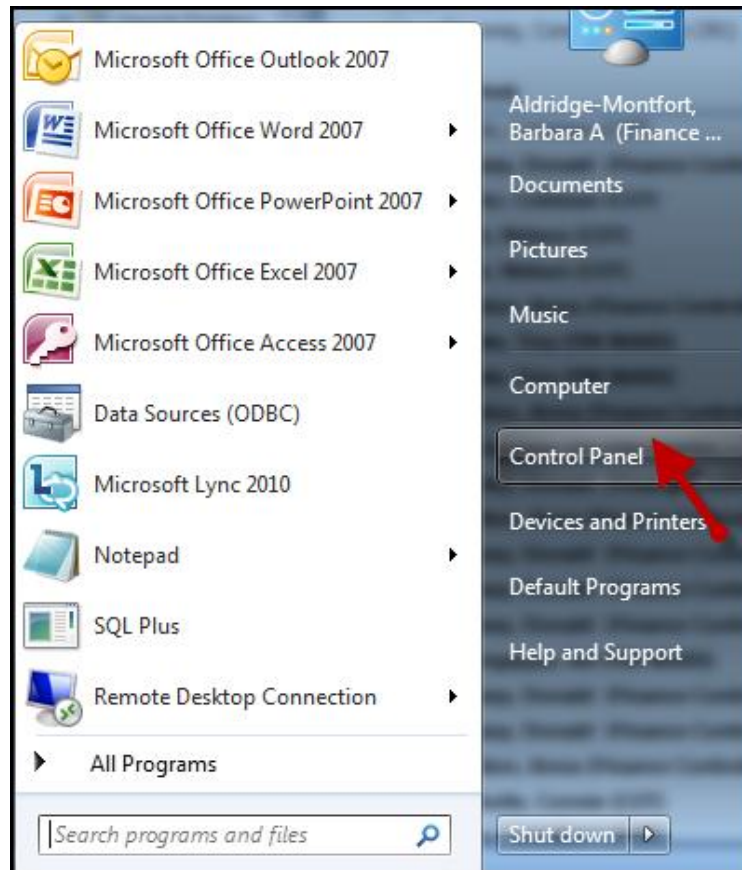 Microsoft Office Outlook 2007
Microsoft Office Word 2007
Microsoft Office PowerPoint 2007
Microsoft Office Excel 2007
Microsoft Office Access 2007
Data Sources (ODBC)
Microsoft Lync 2010
Notepad
SQL Plus
Remote Desktop Connection
All Programs
Search programs and files
Aldridge-Montfort,
Barbara A (Finance ...
Documents
Pictures
Music
Computer
Control Panel
Devices and Printers
Default Programs
Help and Support
Shut down